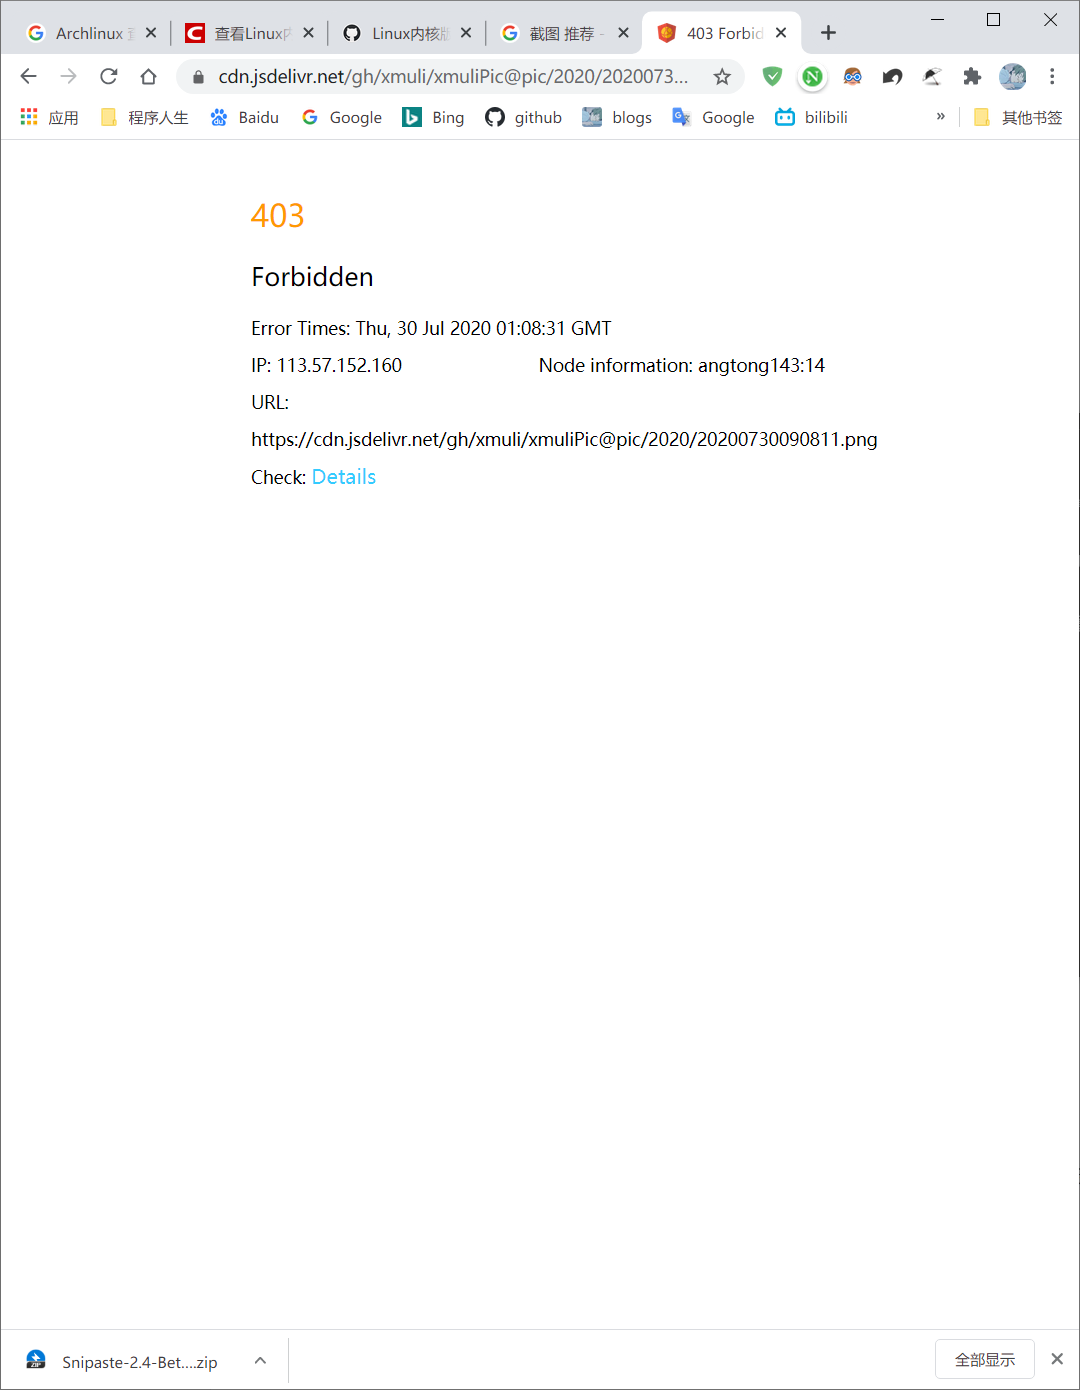 Archlinux
查看Linux内
Linux内核版
截图 推荐 -
403 Forbid
cdn.jsdelivr.net/gh/xmuli/xmuliPic@pic/2020/2020073...
应用 程序人生 Baidu Google Bing github blogs Google bilibili » 其他书签
403
Forbidden
Error Times: Thu, 30 Jul 2020 01:08:31 GMT
IP: 113.57.152.160 Node information: angtong143:14
URL:
https://cdn.jsdelivr.net/gh/xmuli/xmuliPic@pic/2020/20200730090811.png
Check: Details
Snipaste-2.4-Bet....zip 全部显示